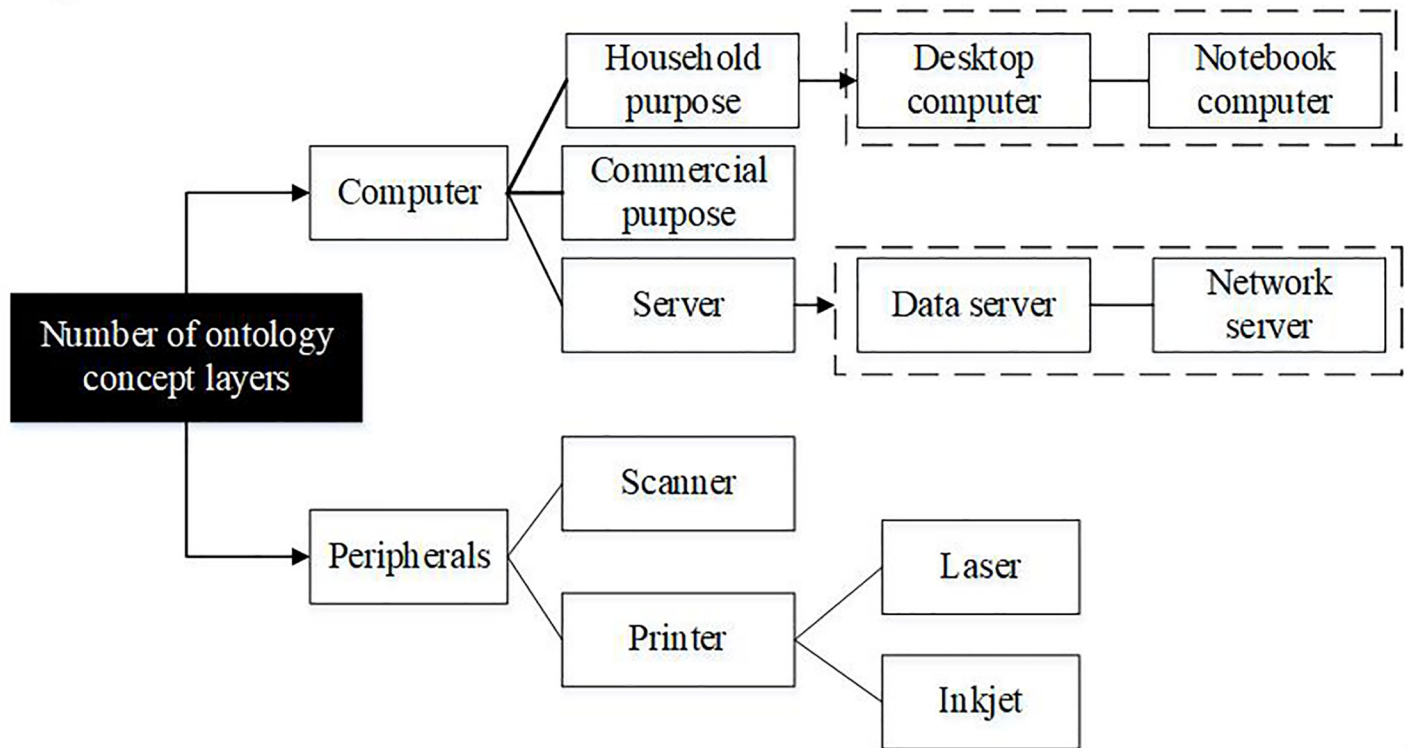 Household
purpose
Desktop
computer
Notebook
computer
Computer
Commercial
purpose
Server
Data server
Network
server
Number of ontology
concept layers
Scanner
Peripherals
Laser
Printer
Inkjet